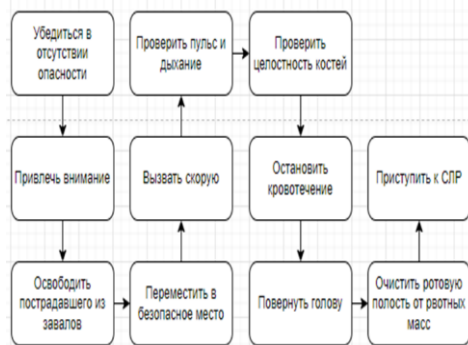 Убедиться в
отсутствии
опасности
Привлечь внимание
Освободить
пострадавшего из
завалов
Переместить в
безопасное место
Вызвать скорую
Проверить пульс и
дыхание
Проверить
целостность костей
Остановить
кровотечение
Повернуть голову
Очистить ротовую
полость от рвотных
масс
Приступить к СЛР